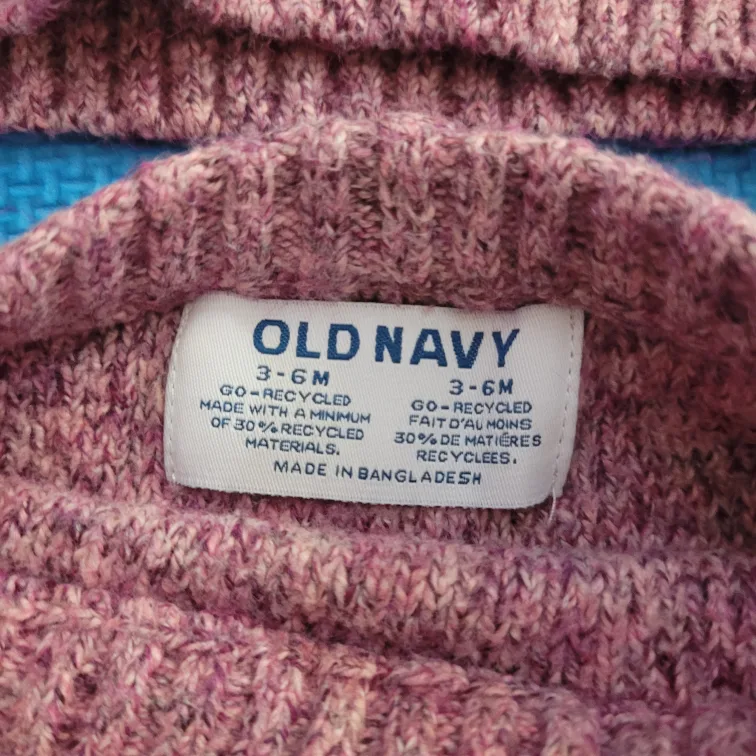 OLD NAVY
3-6M
GO-RECYCLED
MADE WITH A MINIMUM
OF 30% RECYCLED
MATERIALS.
3-6M
GO-RECYCLED
FAIT D'AU MOINS
30% DE MATIÈRES
RECYCLEES.
MADE IN BANGLADESH